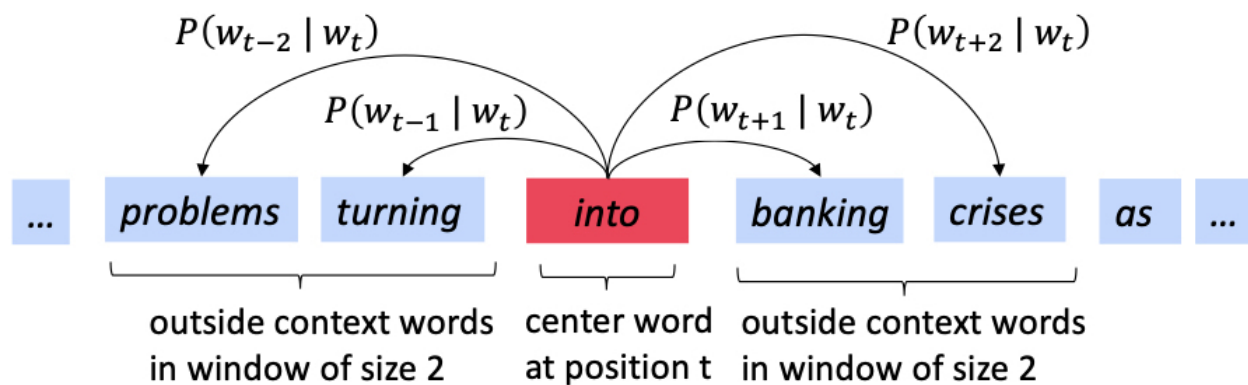 P(w_{t−2} | w_t) P(w_{t+2} | w_t)
P(w_{t−1} | w_t) P(w_{t+1} | w_t)
... problems turning into banking crises as ...
outside context words center word outside context words
in window of size 2 at position t in window of size 2